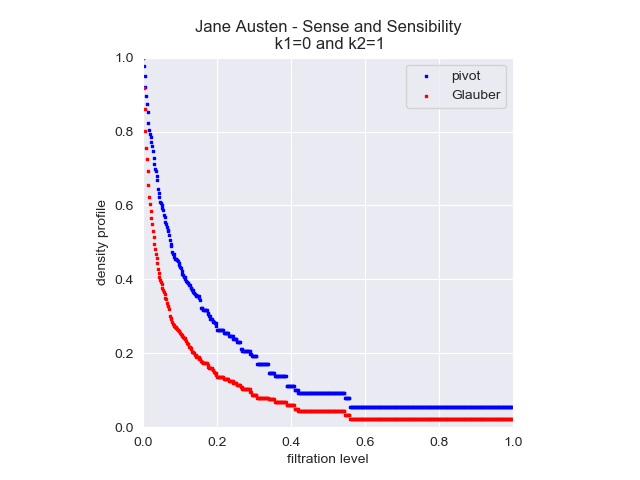 Jane Austen - Sense and Sensibility
k1=0 and k2=1
pivot
Glauber
1.0
0.8
0.6
0.4
0.2
0.0
density profile
0.0 0.2 0.4 0.6 0.8 1.0
filtration level